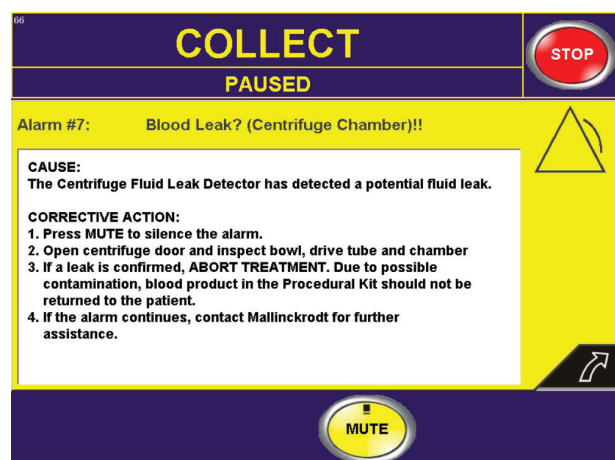 66
COLLECT
STOP
PAUSED
Alarm #7: Blood Leak? (Centrifuge Chamber)!!
CAUSE:
The Centrifuge Fluid Leak Detector has detected a potential fluid leak.
CORRECTIVE ACTION:
1. Press MUTE to silence the alarm.
2. Open centrifuge door and inspect bowl, drive tube and chamber
3. If a leak is confirmed, ABORT TREATMENT. Due to possible
contamination, blood product in the Procedural Kit should not be
returned to the patient.
4. If the alarm continues, contact Mallinckrodt for further
assistance.
MUTE